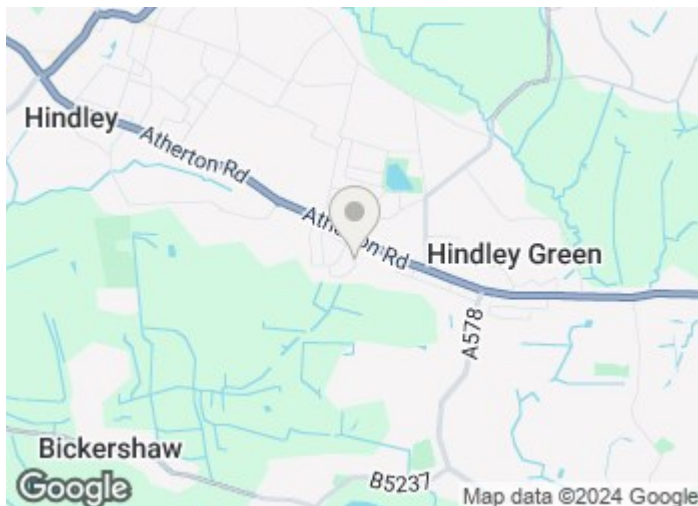 Hindley
Atherton Rd
Atherton Rd
Hindley Green
A578
Bickershaw
B5237
Google
Map data ©2024 Google